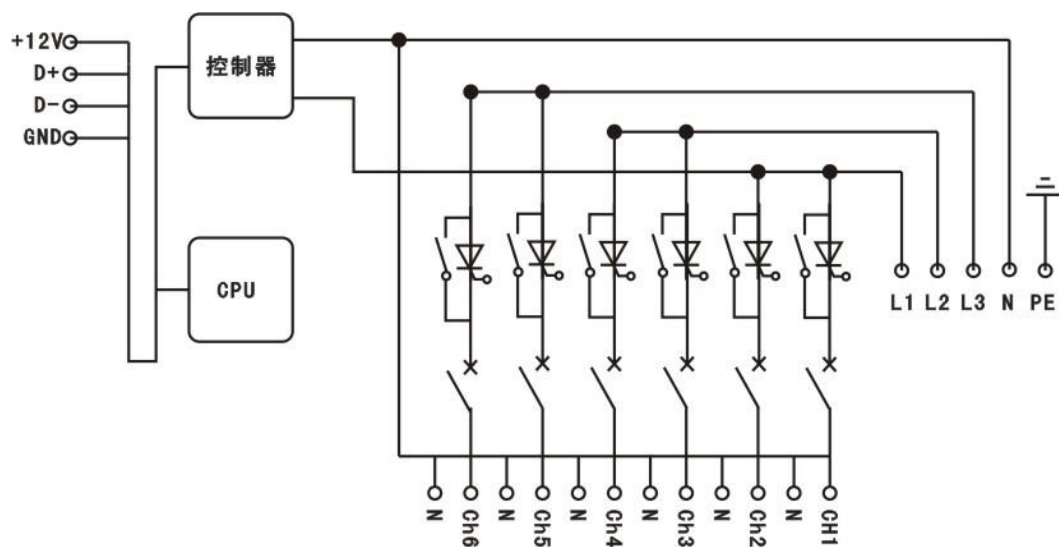 +12V
D+
D-
GND
控制器
CPU
L1 L2 L3 N PE
N Ch6 N Ch5 N Ch4 N Ch3 N Ch2 N CH1